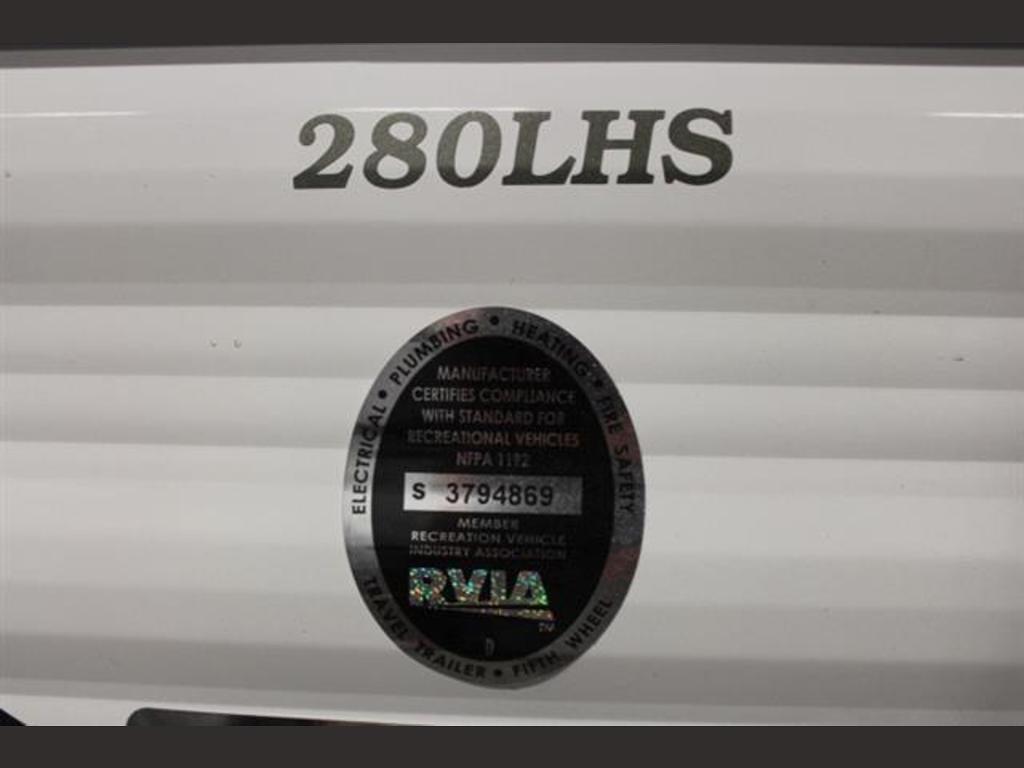 280LHS
ELECTRICAL • PLUMBING • HEATING • FIRE SAFETY
MANUFACTURER
CERTIFIES COMPLIANCE
WITH STANDARD FOR
RECREATIONAL VEHICLES
NFPA 1192
S 3794869
MEMBER
RECREATION VEHICLE
INDUSTRY ASSOCIATION
RVIA
TM
D
TRAVEL TRAILER • FIFTH WHEEL